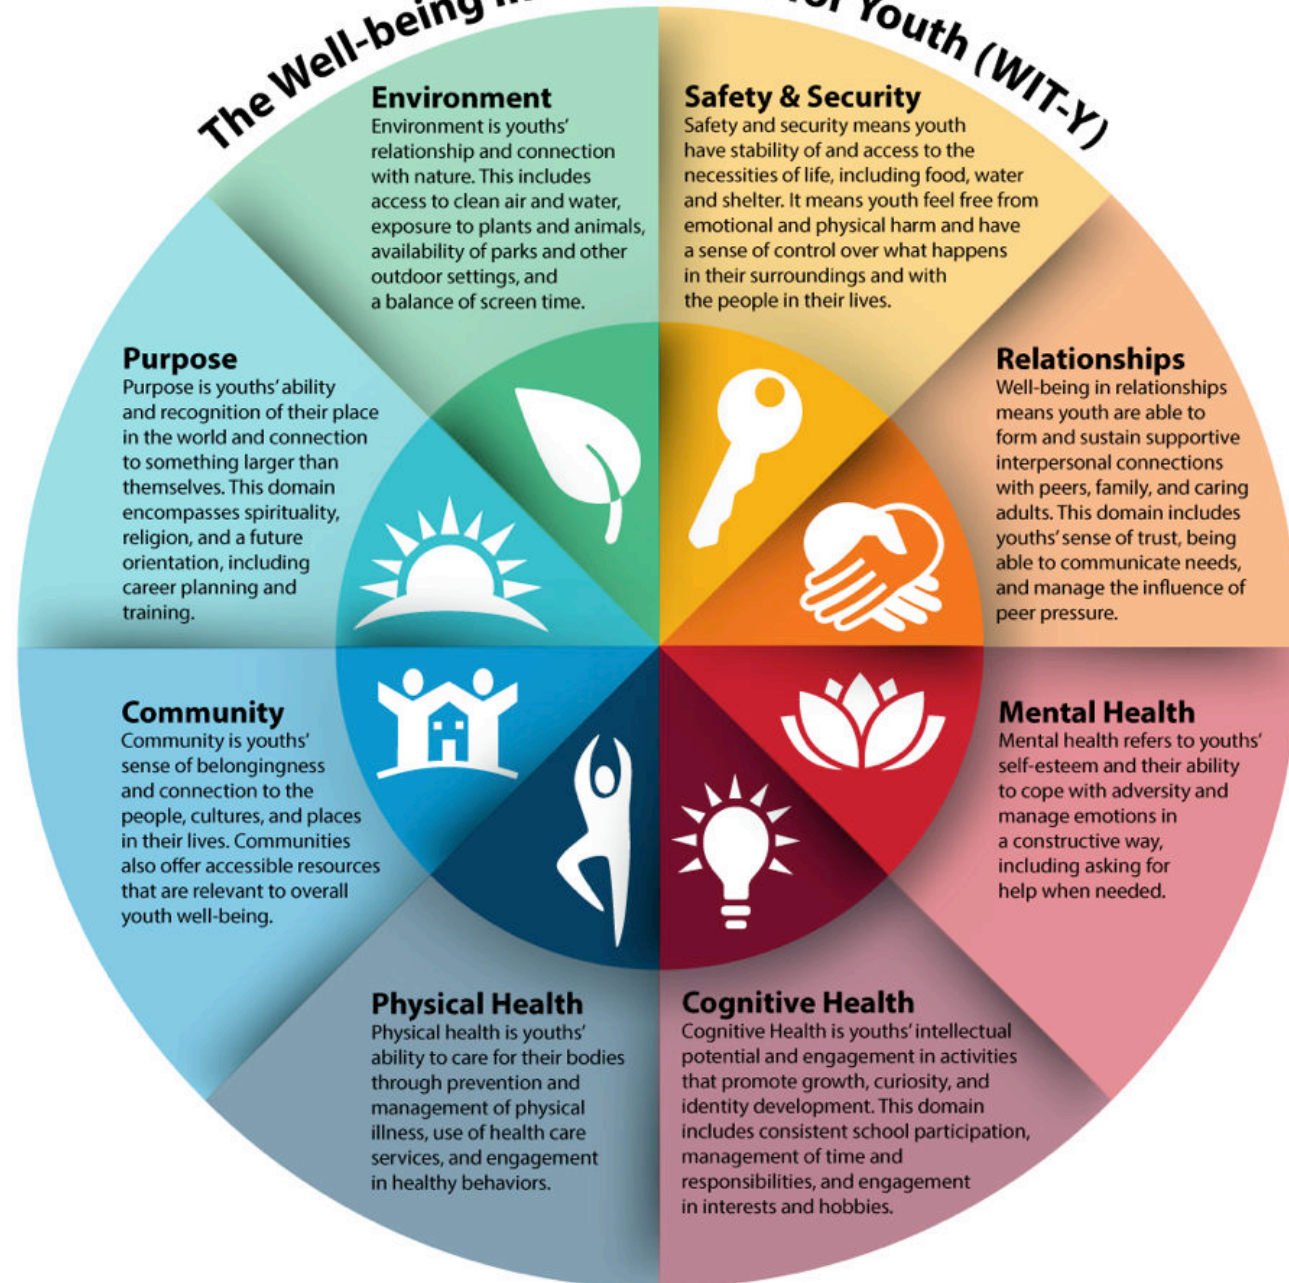 The Well-being for Youth (WIT-Y)
Environment
Environment is youths'
relationship and connection
with nature. This includes
access to clean air and water,
exposure to plants and animals,
availability of parks and other
outdoor settings, and
a balance of screen time.
Safety & Security
Safety and security means youth
have stability of and access to the
necessities of life, including food, water
and shelter. It means youth feel free from
emotional and physical harm and have
a sense of control over what happens
in their surroundings and with
the people in their lives.
Relationships
Well-being in relationships
means youth are able to
form and sustain supportive
interpersonal connections
with peers, family, and caring
adults. This domain includes
youths' sense of trust, being
able to communicate needs,
and manage the influence of
peer pressure.
Mental Health
Mental health refers to youths'
self-esteem and their ability
to cope with adversity and
manage emotions in
a constructive way,
including asking for
help when needed.
Cognitive Health
Cognitive Health is youths' intellectual
potential and engagement in activities
that promote growth, curiosity, and
identity development. This domain
includes consistent school participation,
management of time and
responsibilities, and engagement
in interests and hobbies.
Physical Health
Physical health is youths'
ability to care for their bodies
through prevention and
management of physical
illness, use of health care
services, and engagement
in healthy behaviors.
Community
Community is youths'
sense of belongingness
and connection to the
people, cultures, and places
in their lives. Communities
also offer accessible resources
that are relevant to overall
youth well-being.
Purpose
Purpose is youths' ability
and recognition of their place
in the world and connection
to something larger than
themselves. This domain
encompasses spirituality,
religion, and a future
orientation, including
career planning and
training.